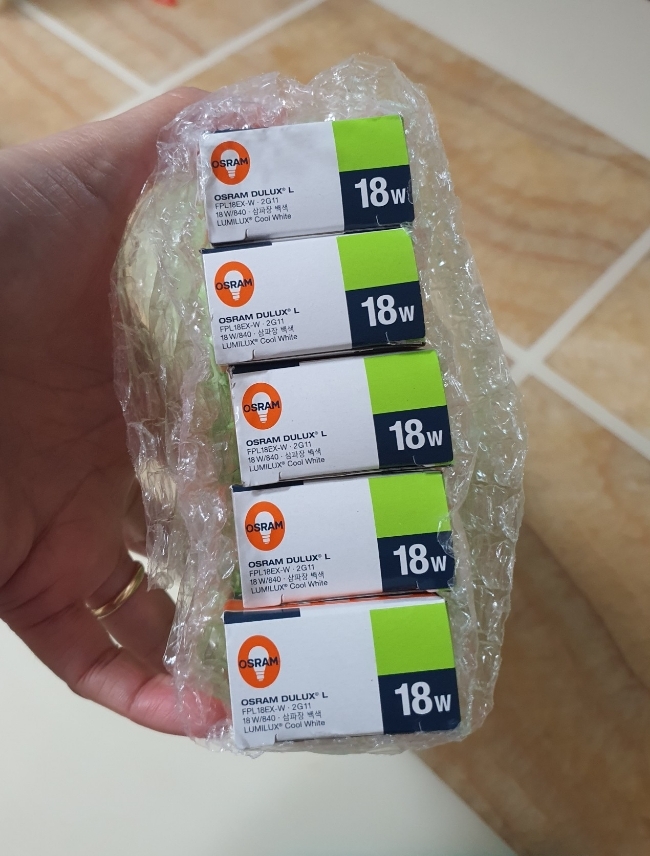 OSRAM
OSRAM DULUX® L
FPL18EX-W · 2G11
18 W/840 · 삼파장 백색
LUMILUX® Cool White
18W
OSRAM
OSRAM DULUX® L
FPL18EX-W · 2G11
18 W/840 · 삼파장 백색
LUMILUX® Cool White
18W
OSRAM
OSRAM DULUX® L
FPL18EX-W · 2G11
18 W/840 · 삼파장 백색
LUMILUX® Cool White
18W
OSRAM
OSRAM DULUX® L
FPL18EX-W · 2G11
18 W/840 · 삼파장 백색
LUMILUX® Cool White
18W
OSRAM
OSRAM DULUX® L
FPL18EX-W · 2G11
18 W/840 · 삼파장 백색
LUMILUX® Cool White
18W